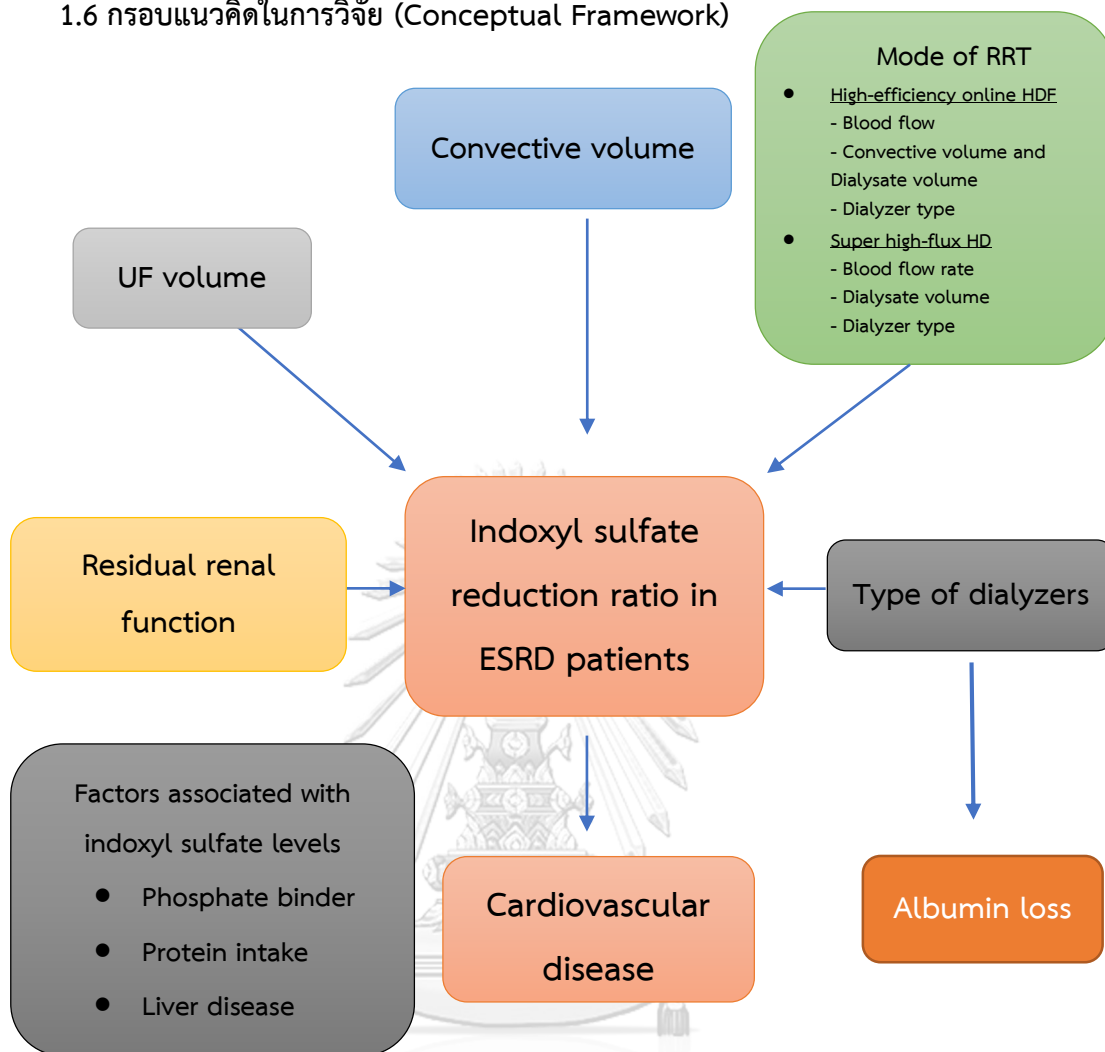 1.6 กรอบแนวคิดในการวิจัย (Conceptual Framework)
Mode of RRT
● High-efficiency online HDF
- Blood flow
- Convective volume and
Dialysate volume
- Dialyzer type
● Super high-flux HD
- Blood flow rate
- Dialysate volume
- Dialyzer type
Convective volume
UF volume
Residual renal
function
Indoxyl sulfate
reduction ratio in
ESRD patients
Type of dialyzers
Factors associated with
indoxyl sulfate levels
● Phosphate binder
● Protein intake
● Liver disease
Cardiovascular
disease
Albumin loss